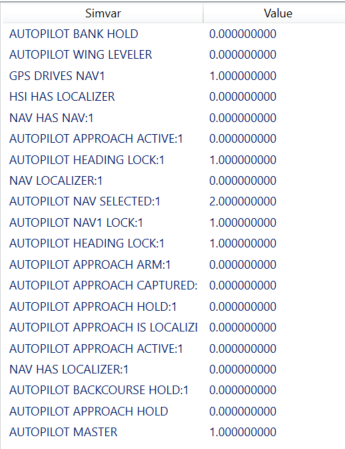 Simvar Value
AUTOPILOT BANK HOLD 0.000000000
AUTOPILOT WING LEVELER 0.000000000
GPS DRIVES NAV1 1.000000000
HSI HAS LOCALIZER 0.000000000
NAV HAS NAV:1 0.000000000
AUTOPILOT APPROACH ACTIVE:1 0.000000000
AUTOPILOT HEADING LOCK:1 1.000000000
NAV LOCALIZER:1 0.000000000
AUTOPILOT NAV SELECTED:1 2.000000000
AUTOPILOT NAV1 LOCK:1 1.000000000
AUTOPILOT HEADING LOCK:1 1.000000000
AUTOPILOT APPROACH ARM:1 0.000000000
AUTOPILOT APPROACH CAPTURED: 0.000000000
AUTOPILOT APPROACH HOLD:1 0.000000000
AUTOPILOT APPROACH IS LOCALIZI 0.000000000
AUTOPILOT APPROACH ACTIVE:1 0.000000000
NAV HAS LOCALIZER:1 0.000000000
AUTOPILOT BACKCOURSE HOLD:1 0.000000000
AUTOPILOT APPROACH HOLD 0.000000000
AUTOPILOT MASTER 1.000000000